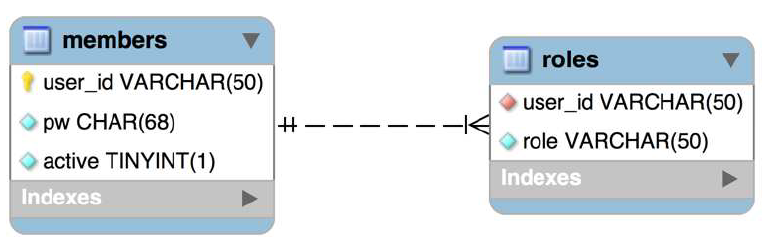 members
user_id VARCHAR(50)
pw CHAR(68)
active TINYINT(1)
Indexes
roles
user_id VARCHAR(50)
role VARCHAR(50)
Indexes